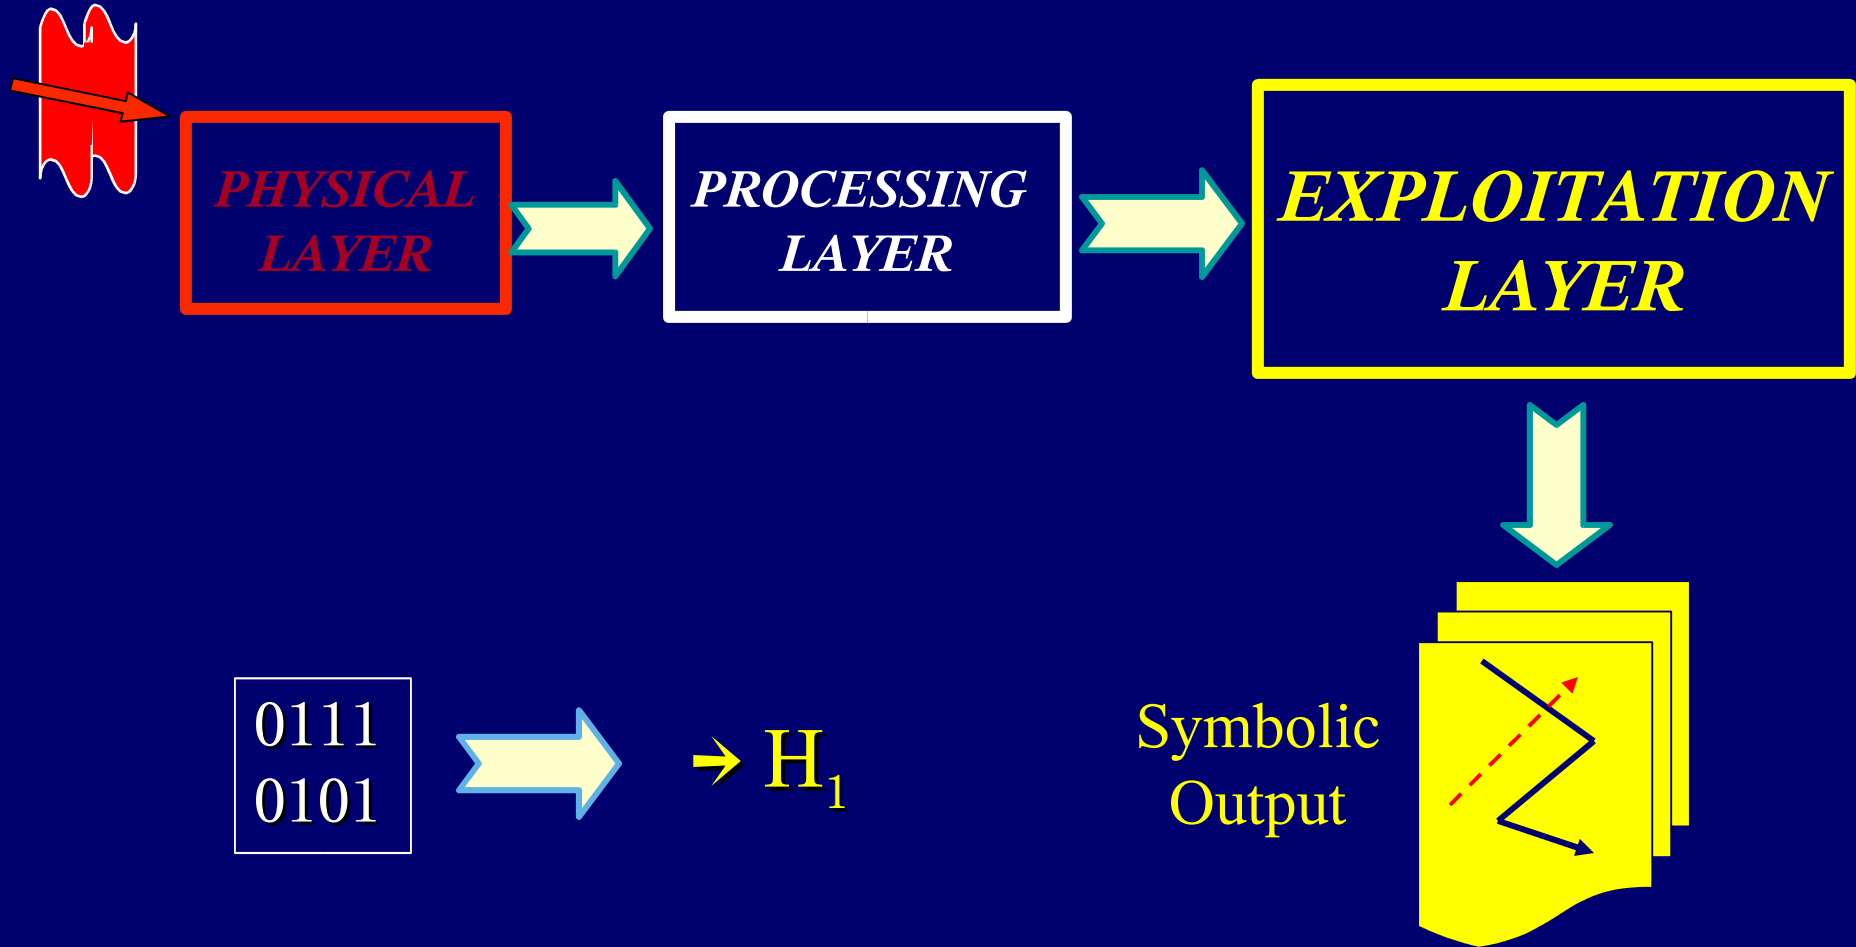 PHYSICAL
LAYER
PROCESSING
LAYER
EXPLOITATION
LAYER
0111
0101
→ H₁
Symbolic
Output